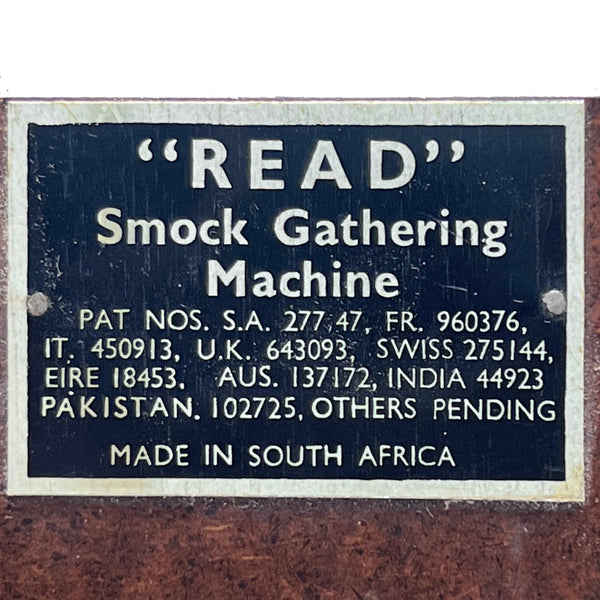 “READ”
Smock Gathering
Machine
PAT NOS. S.A. 277,47, FR. 960376,
IT. 450913, U.K. 643093, SWISS 275144,
EIRE 18453, AUS. 137172, INDIA 44923
PAKISTAN. 102725, OTHERS PENDING
MADE IN SOUTH AFRICA